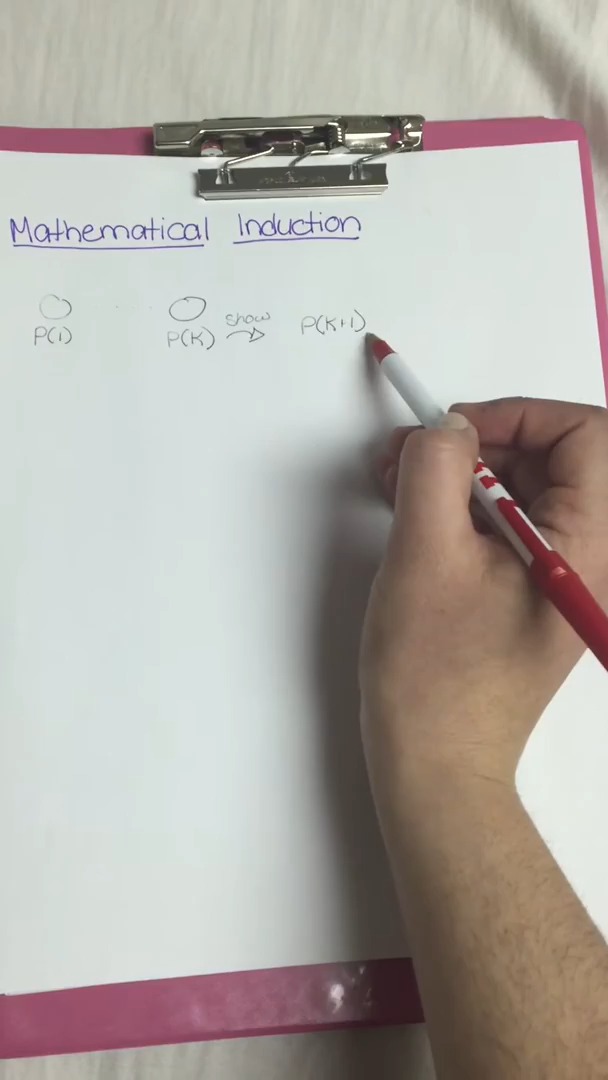 Mathematical Induction
show
P(1) P(K) P(K+1)